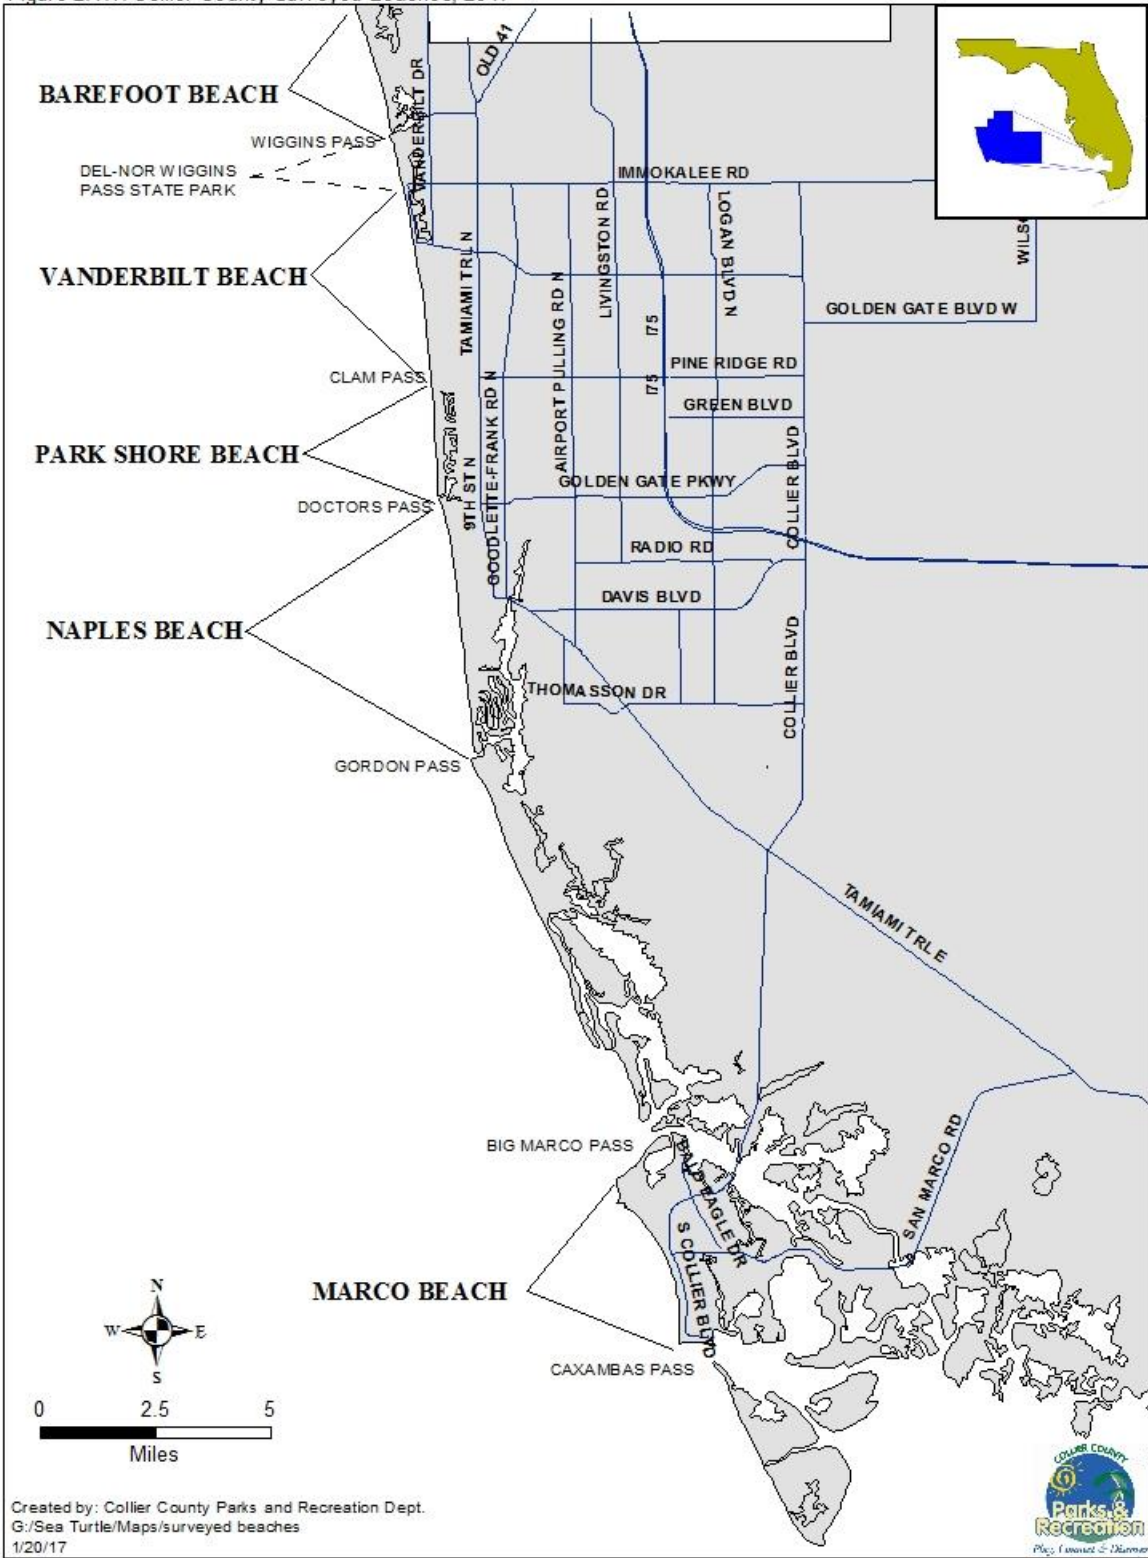 OLD 41
VANDERBILT DR
BAREFOOT BEACH
WIGGINS PASS
DEL-NOR WIGGINS
PASS STATE PARK
IMMOKALEE RD
LIVINGSTON RD
LOGAN BLVD N
TAMIAMI TRL N
VANDERBILT BEACH
AIRPORT PULLING RD N
I75
GOLDEN GATE BLVD W
PINE RIDGE RD
CLAM PASS
I75
GREEN BLVD
GOODLETTE-FRANK RD N
COLLIER BLVD
PARK SHORE BEACH
9TH ST N
GOLDEN GATE PKWY
DOCTORS PASS
RADIO RD
DAVIS BLVD
NAPLES BEACH
COLLIER BLVD
THOMASSON DR
GORDON PASS
TAMIAMI TRL E
BIG MARCO PASS
BALD EAGLE DR
SAN MARCO RD
S COLLIER BLVD
MARCO BEACH
CAXAMBAS PASS
N
W E
S
0 2.5 5
Miles
COLLIER COUNTY
Parks &
Recreation
Created by: Collier County Parks and Recreation Dept.
G:/Sea Turtle/Maps/surveyed beaches
1/20/17